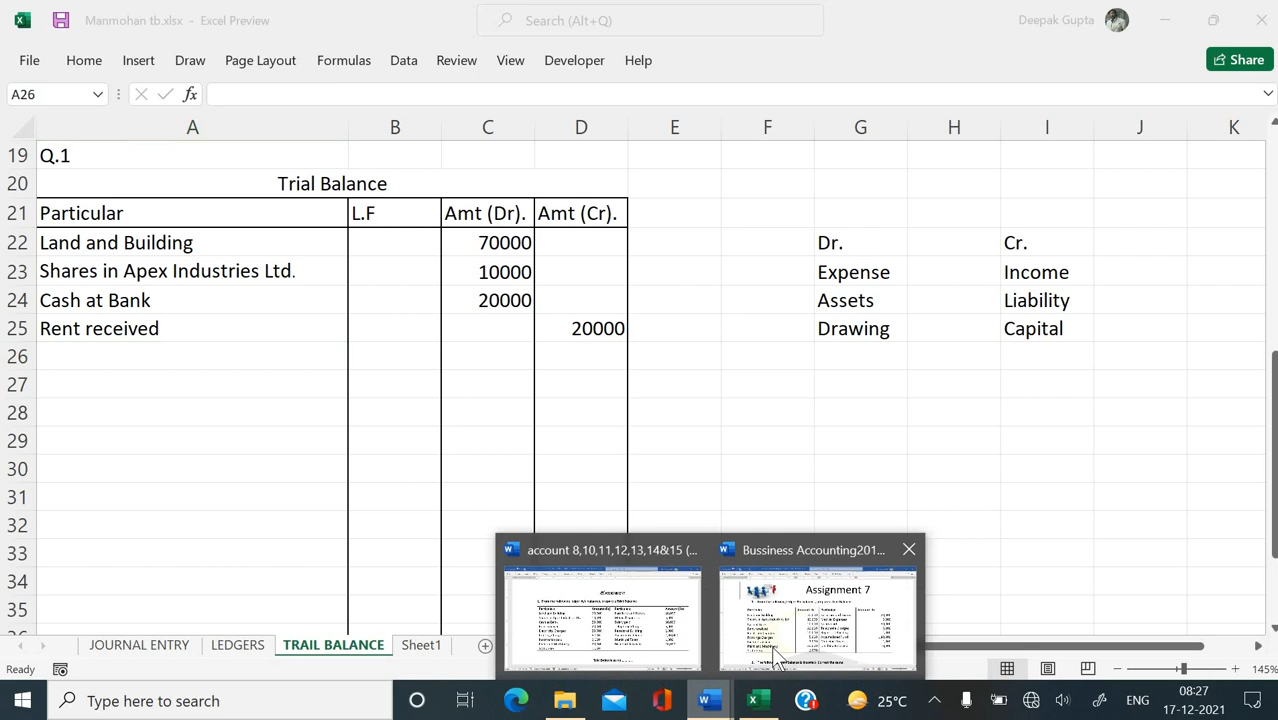 Manmohan tb.xlsx - Excel Preview
Search (Alt+Q)
Deepak Gupta
File Home Insert Draw Page Layout Formulas Data Review View Developer Help
Share
A26
fx
A B C D E F G H I J K
19 Q.1
20 Trial Balance
21 Particular L.F Amt (Dr). Amt (Cr).
22 Land and Building 70000 Dr. Cr.
23 Shares in Apex Industries Ltd. 10000 Expense Income
24 Cash at Bank 20000 Assets Liability
25 Rent received 20000 Drawing Capital
26
27
28
29
30
31
32
33
34
35
account 8,10,11,12,13,14&15 (...
Bussiness Accounting201...
Assignment 7
JOURNAL ENTRY LEDGERS TRAIL BALANCE Sheet1
Ready
145%
Type here to search
25°C
ENG
08:27
17-12-2021